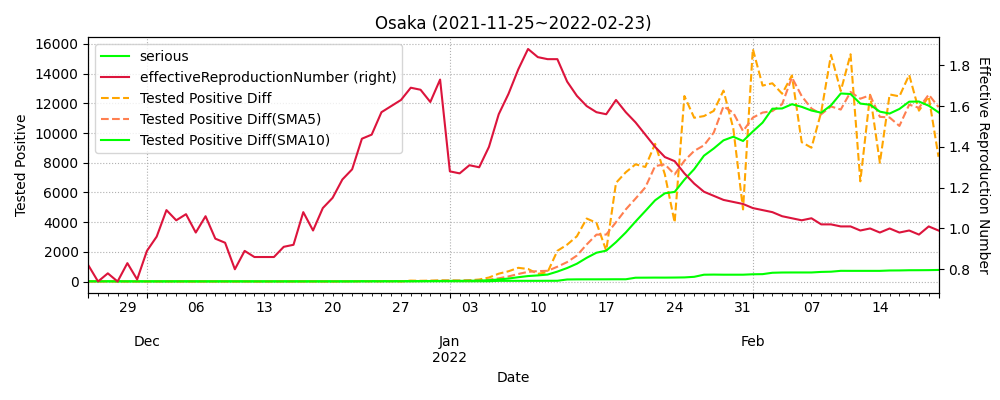 Osaka (2021-11-25~2022-02-23)
serious
effectiveReproductionNumber (right)
Tested Positive Diff
Tested Positive Diff(SMA5)
Tested Positive Diff(SMA10)
Tested Positive
16000
14000
12000
10000
8000
6000
4000
2000
0
Effective Reproduction Number
1.8
1.6
1.4
1.2
1.0
0.8
29 06 13 20 27 03 10 17 24 31 07 14
Dec Jan Feb
2022
Date